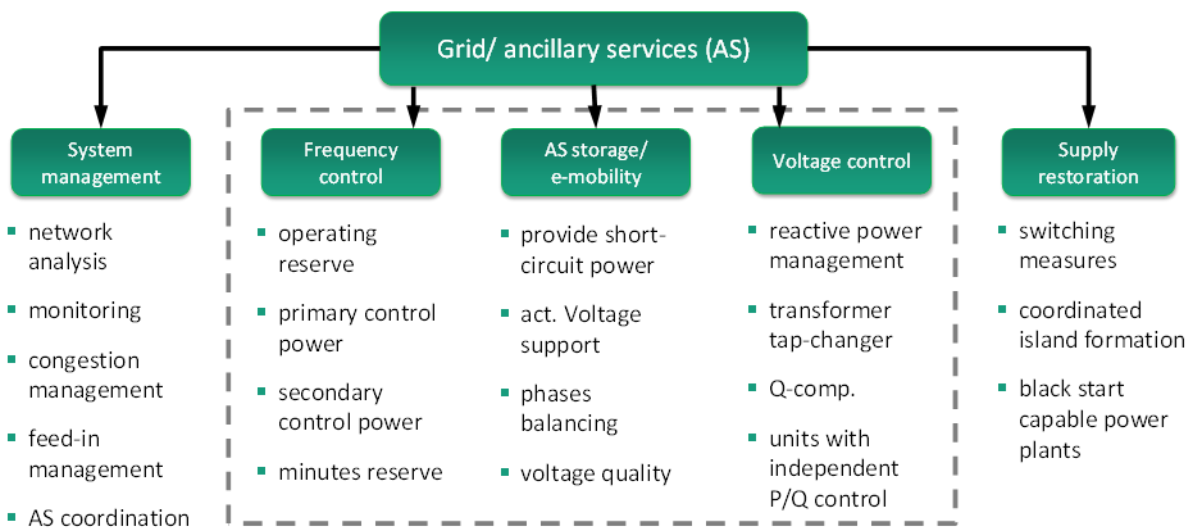 Grid/ ancillary services (AS)
System
management
network
analysis
monitoring
congestion
management
feed-in
management
AS coordination
Frequency
control
operating
reserve
primary control
power
secondary
control power
minutes reserve
AS storage/
e-mobility
provide short-
circuit power
act. Voltage
support
phases
balancing
voltage quality
Voltage control
reactive power
management
transformer
tap-changer
Q-comp.
units with
independent
P/Q control
Supply
restoration
switching
measures
coordinated
island formation
black start
capable power
plants